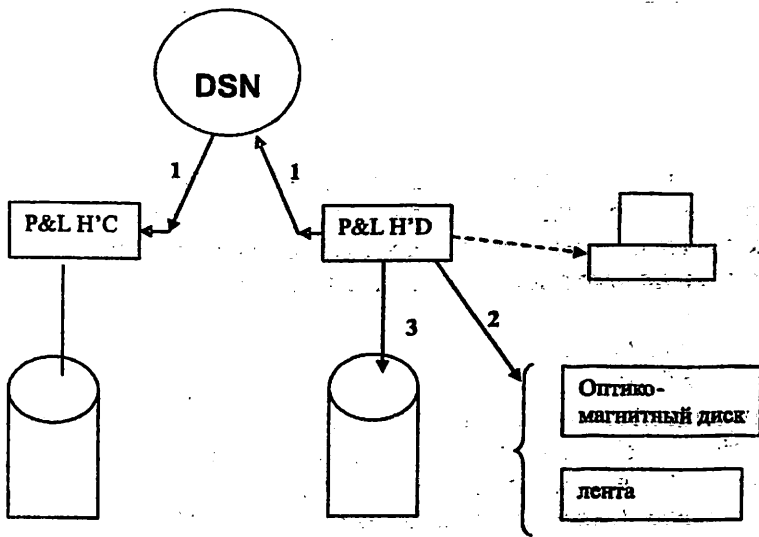 DSN
1
1
P&L H'C
P&L H'D
3
2
Оптико-
магнитный диск
лента